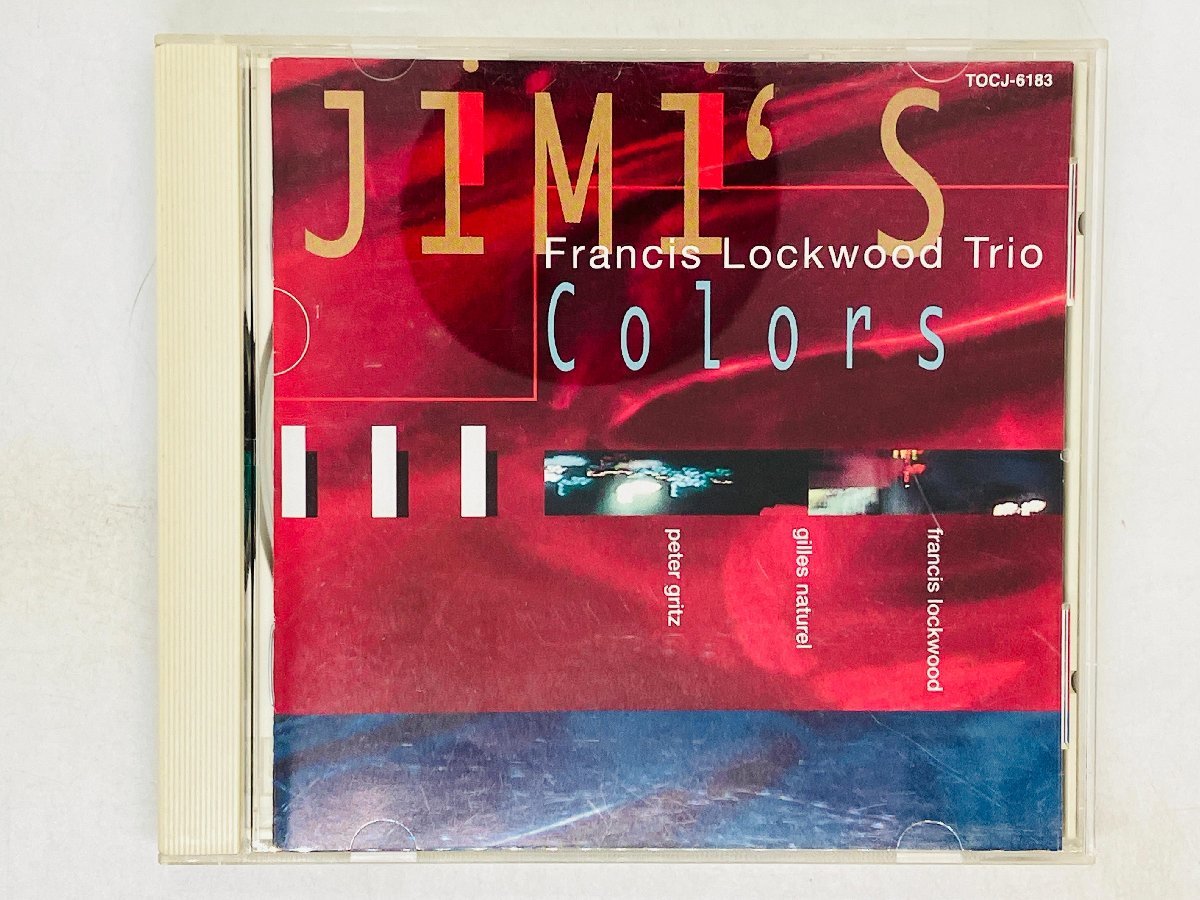 TOCJ-6183
JiMi‘S
Francis Lockwood Trio
Colors
peter gritz
gilles naturel
francis lockwood